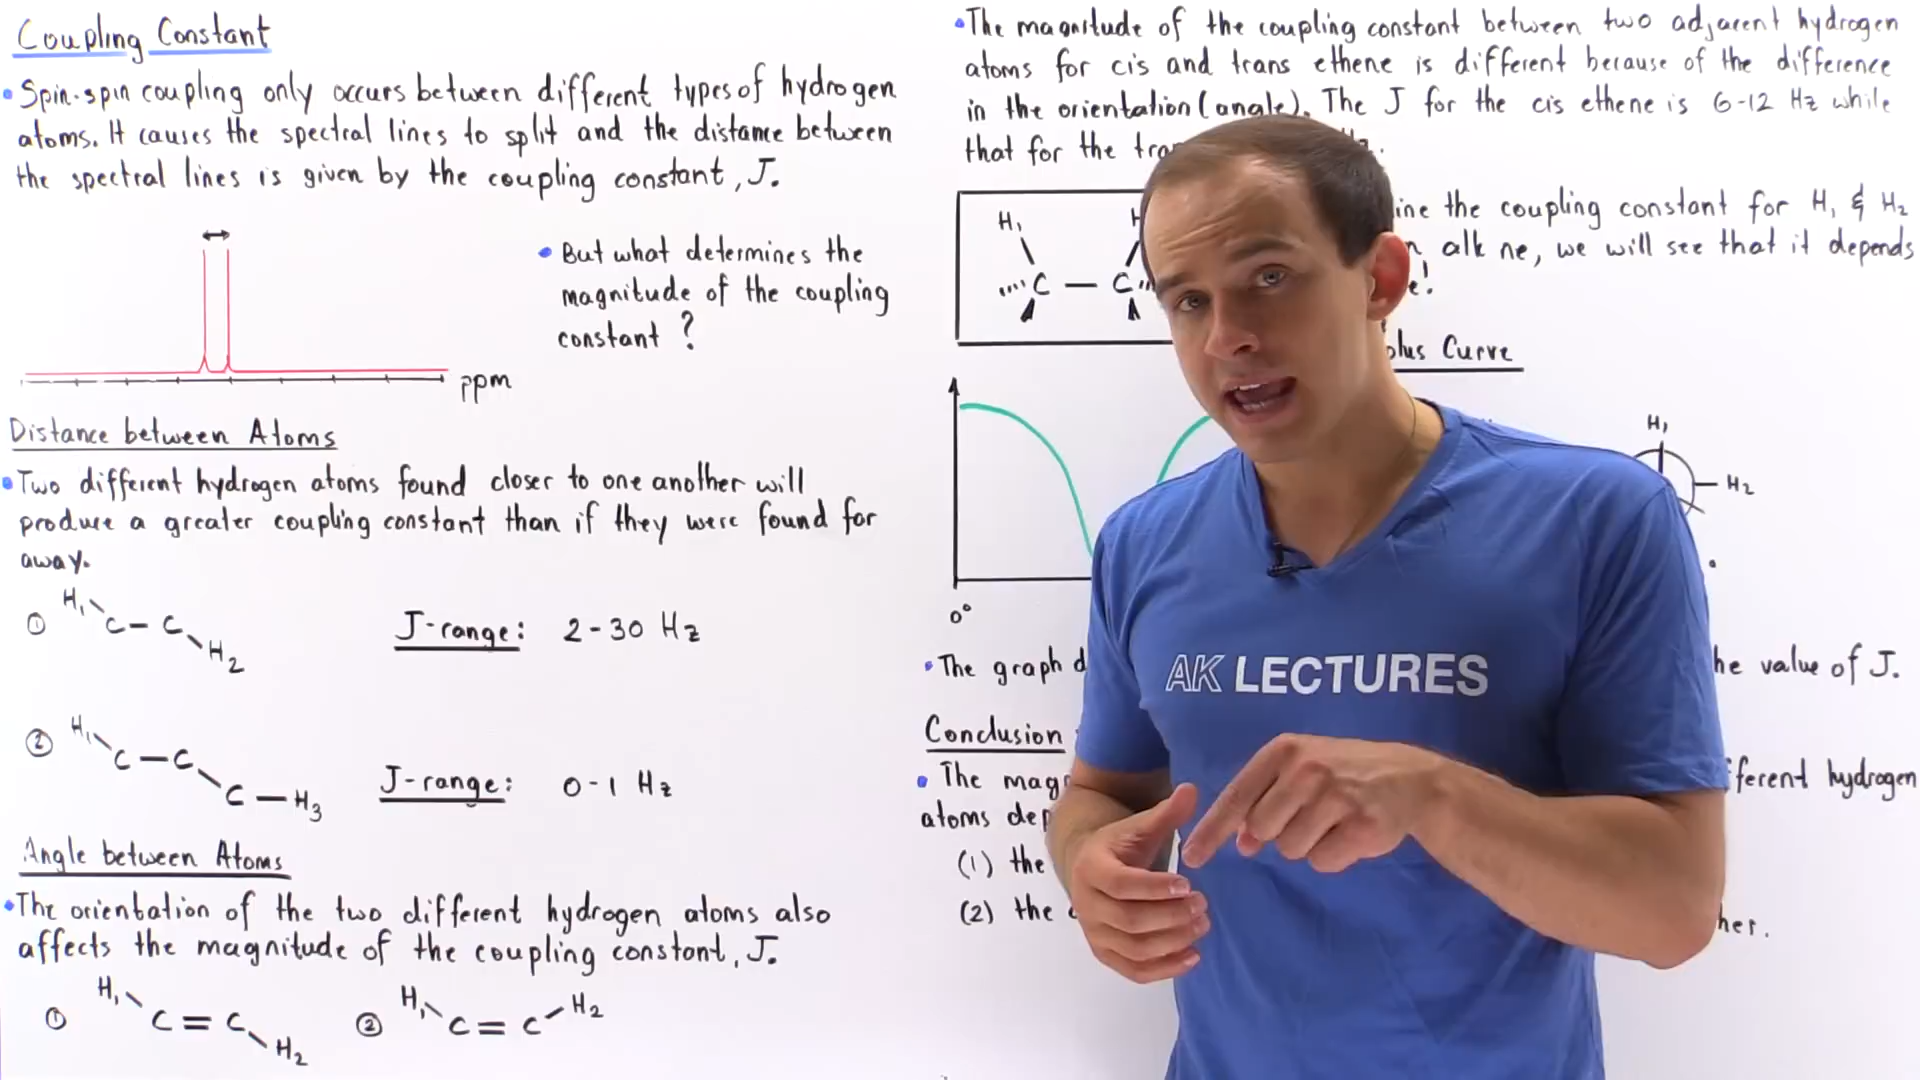 Coupling Constant
• Spin-spin coupling only occurs between different types of hydrogen
atoms. It causes the spectral lines to split and the distance between
the spectral lines is given by the coupling constant, J.
ppm
• But what determines the
magnitude of the coupling
constant ?
Distance between Atoms
• Two different hydrogen atoms found closer to one another will
produce a greater coupling constant than if they were found far
away.
① H₁ C – C H₂
J-range: 2-30 Hz
② H₁ C – C C – H₃
J-range: 0-1 Hz
Angle between Atoms
• The orientation of the two different hydrogen atoms also
affects the magnitude of the coupling constant, J.
① H₁ C = C H₂
② H₁ C = C H₂
• The magnitude of the coupling constant between two adjacent hydrogen
atoms for cis and trans ethene is different because of the difference
in the orientation (angle). The J for the cis ethene is 6-12 Hz while
that for the
the coupling constant for H₁ & H₂
alk ne, we will see that it depends
H₁ H
C – C
Curve
H₁
H₂
0°
• The graph
value of J.
Conclusion
• The
hydrogen
atoms
(1) the
(2) the
AK LECTURES